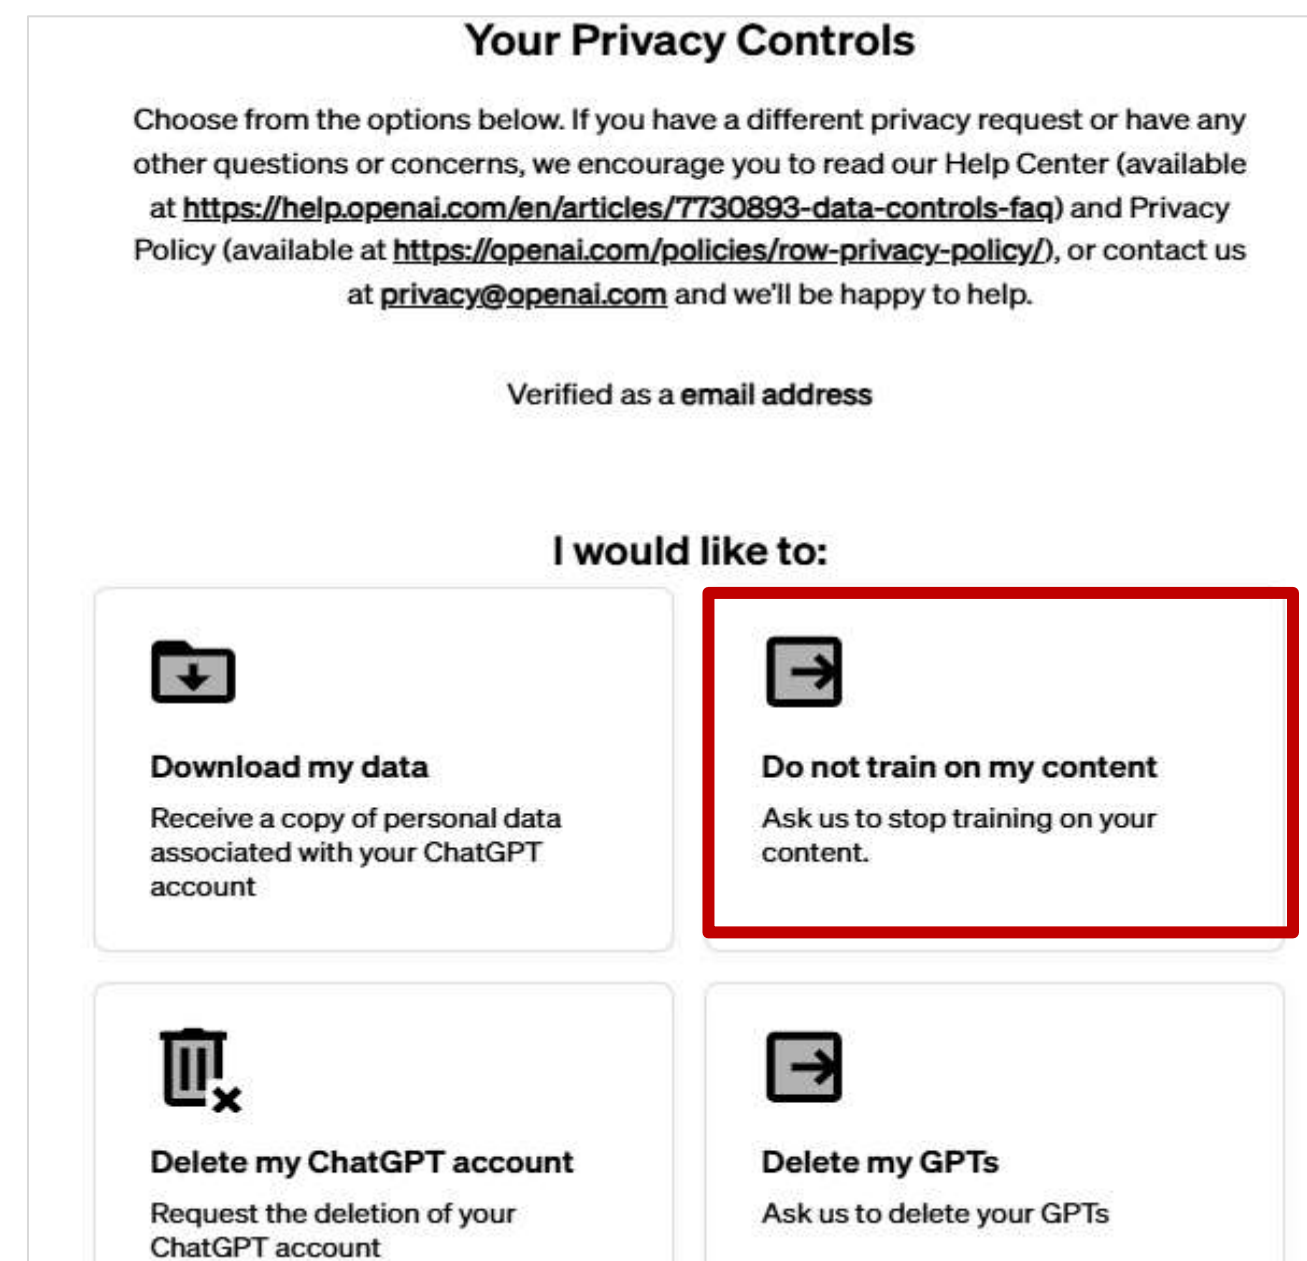 Your Privacy Controls
Choose from the options below. If you have a different privacy request or have any
other questions or concerns, we encourage you to read our Help Center (available
at https://help.openai.com/en/articles/7730893-data-controls-faq) and Privacy
Policy (available at https://openai.com/policies/row-privacy-policy/), or contact us
at privacy@openai.com and we'll be happy to help.
Verified as a email address
I would like to:
Download my data
Receive a copy of personal data
associated with your ChatGPT
account
Do not train on my content
Ask us to stop training on your
content.
Delete my ChatGPT account
Request the deletion of your
ChatGPT account
Delete my GPTs
Ask us to delete your GPTs